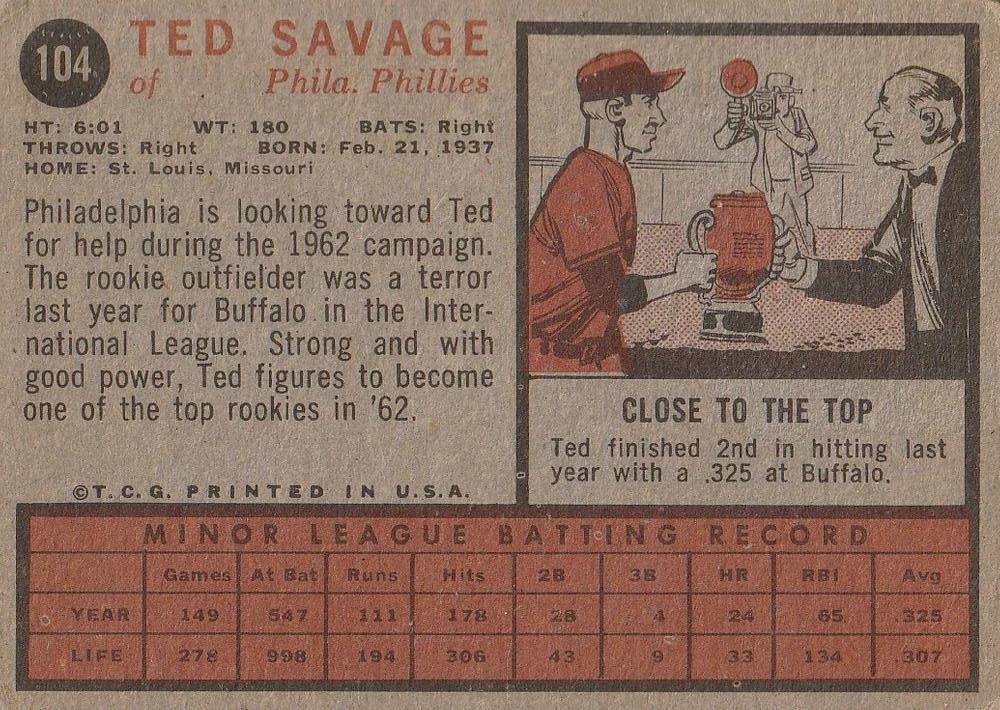 104
TED SAVAGE
of Phila. Phillies
HT: 6:01 WT: 180 BATS: Right
THROWS: Right BORN: Feb. 21, 1937
HOME: St. Louis, Missouri
Philadelphia is looking toward Ted
for help during the 1962 campaign.
The rookie outfielder was a terror
last year for Buffalo in the Inter-
national League. Strong and with
good power, Ted figures to become
one of the top rookies in '62.
©T.C.G. PRINTED IN U.S.A.
CLOSE TO THE TOP
Ted finished 2nd in hitting last
year with a .325 at Buffalo.
MINOR LEAGUE BATTING RECORD
Games At Bat Runs Hits 2B 3B HR RBI Avg
YEAR 149 547 111 178 28 4 24 65 .325
LIFE 278 998 194 306 43 9 33 134 .307